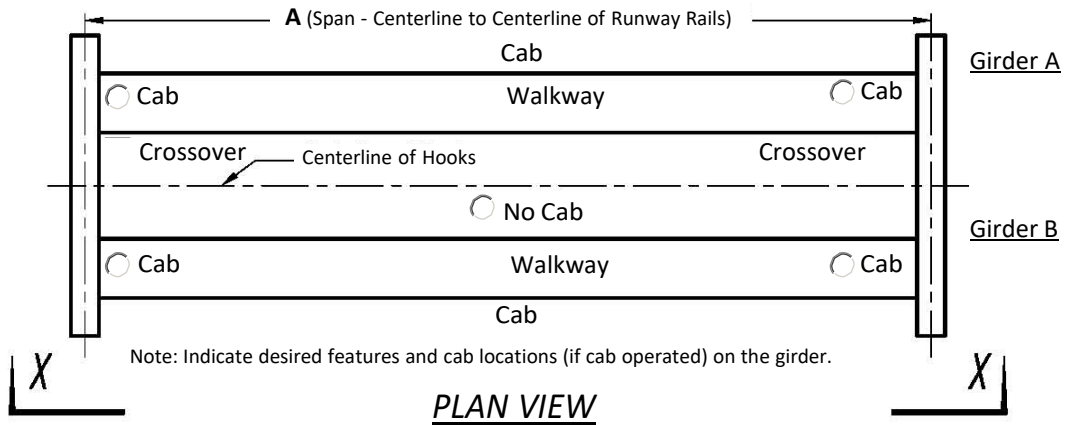 A (Span - Centerline to Centerline of Runway Rails)
Cab
Girder A
Cab
Walkway
Cab
Crossover
Centerline of Hooks
Crossover
No Cab
Girder B
Cab
Walkway
Cab
Cab
Note: Indicate desired features and cab locations (if cab operated) on the girder.
X
X
PLAN VIEW